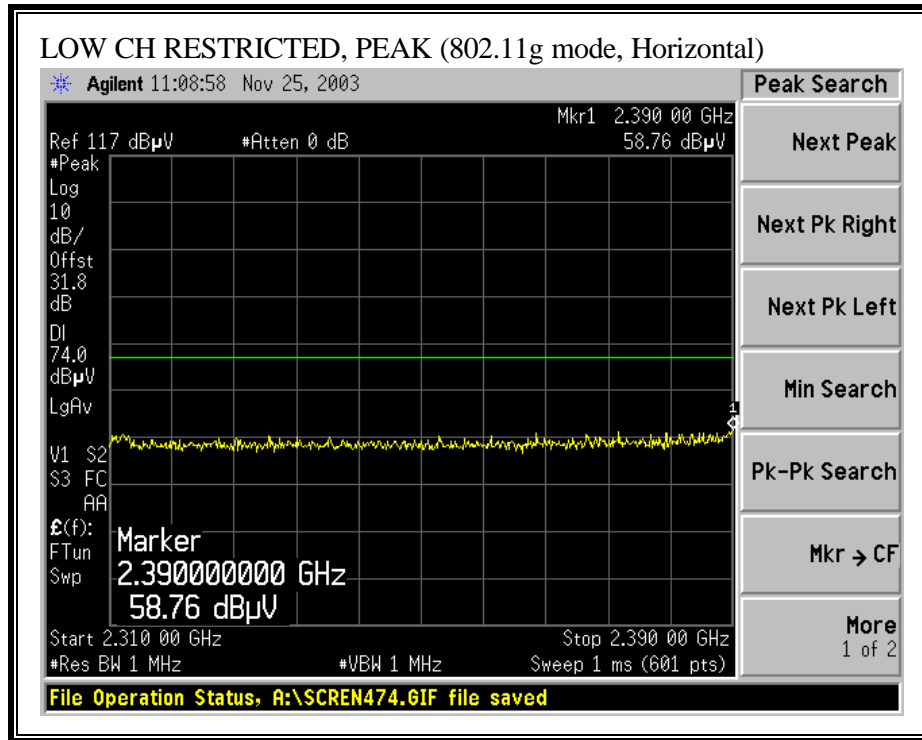 LOW CH RESTRICTED, PEAK (802.11g mode, Horizontal)
Agilent 11:08:58 Nov 25, 2003
Peak Search
Mkr1 2.390 00 GHz
Ref 117 dBµV #Atten 0 dB 58.76 dBµV
#Peak
Log
10
dB/
Offst
31.8
dB
DI
74.0
dBµV
LgAv
1
V1 S2
S3 FC
AA
£(f):
FTun
Swp
Marker
2.390000000 GHz
58.76 dBµV
Start 2.310 00 GHz Stop 2.390 00 GHz
#Res BW 1 MHz #VBW 1 MHz Sweep 1 ms (601 pts)
Next Peak
Next Pk Right
Next Pk Left
Min Search
Pk-Pk Search
Mkr → CF
More
1 of 2
File Operation Status, A:\SCREN474.GIF file saved